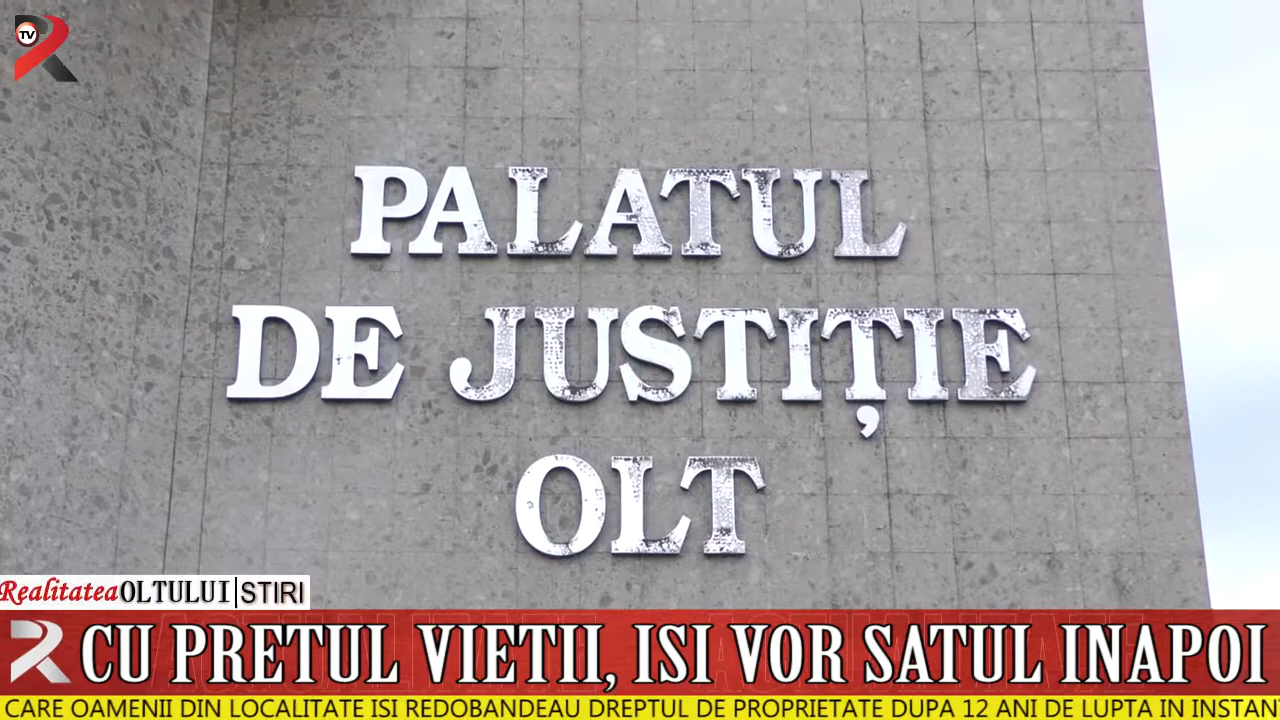 TV
PALATUL
DE JUSTIȚIE
OLT
RealitateaOLTULUI|STIRI
CU PRETUL VIETII, ISI VOR SATUL INAPOI
CARE OAMENII DIN LOCALITATE ISI REDOBANDEAU DREPTUL DE PROPRIETATE DUPA 12 ANI DE LUPTA IN INSTAN